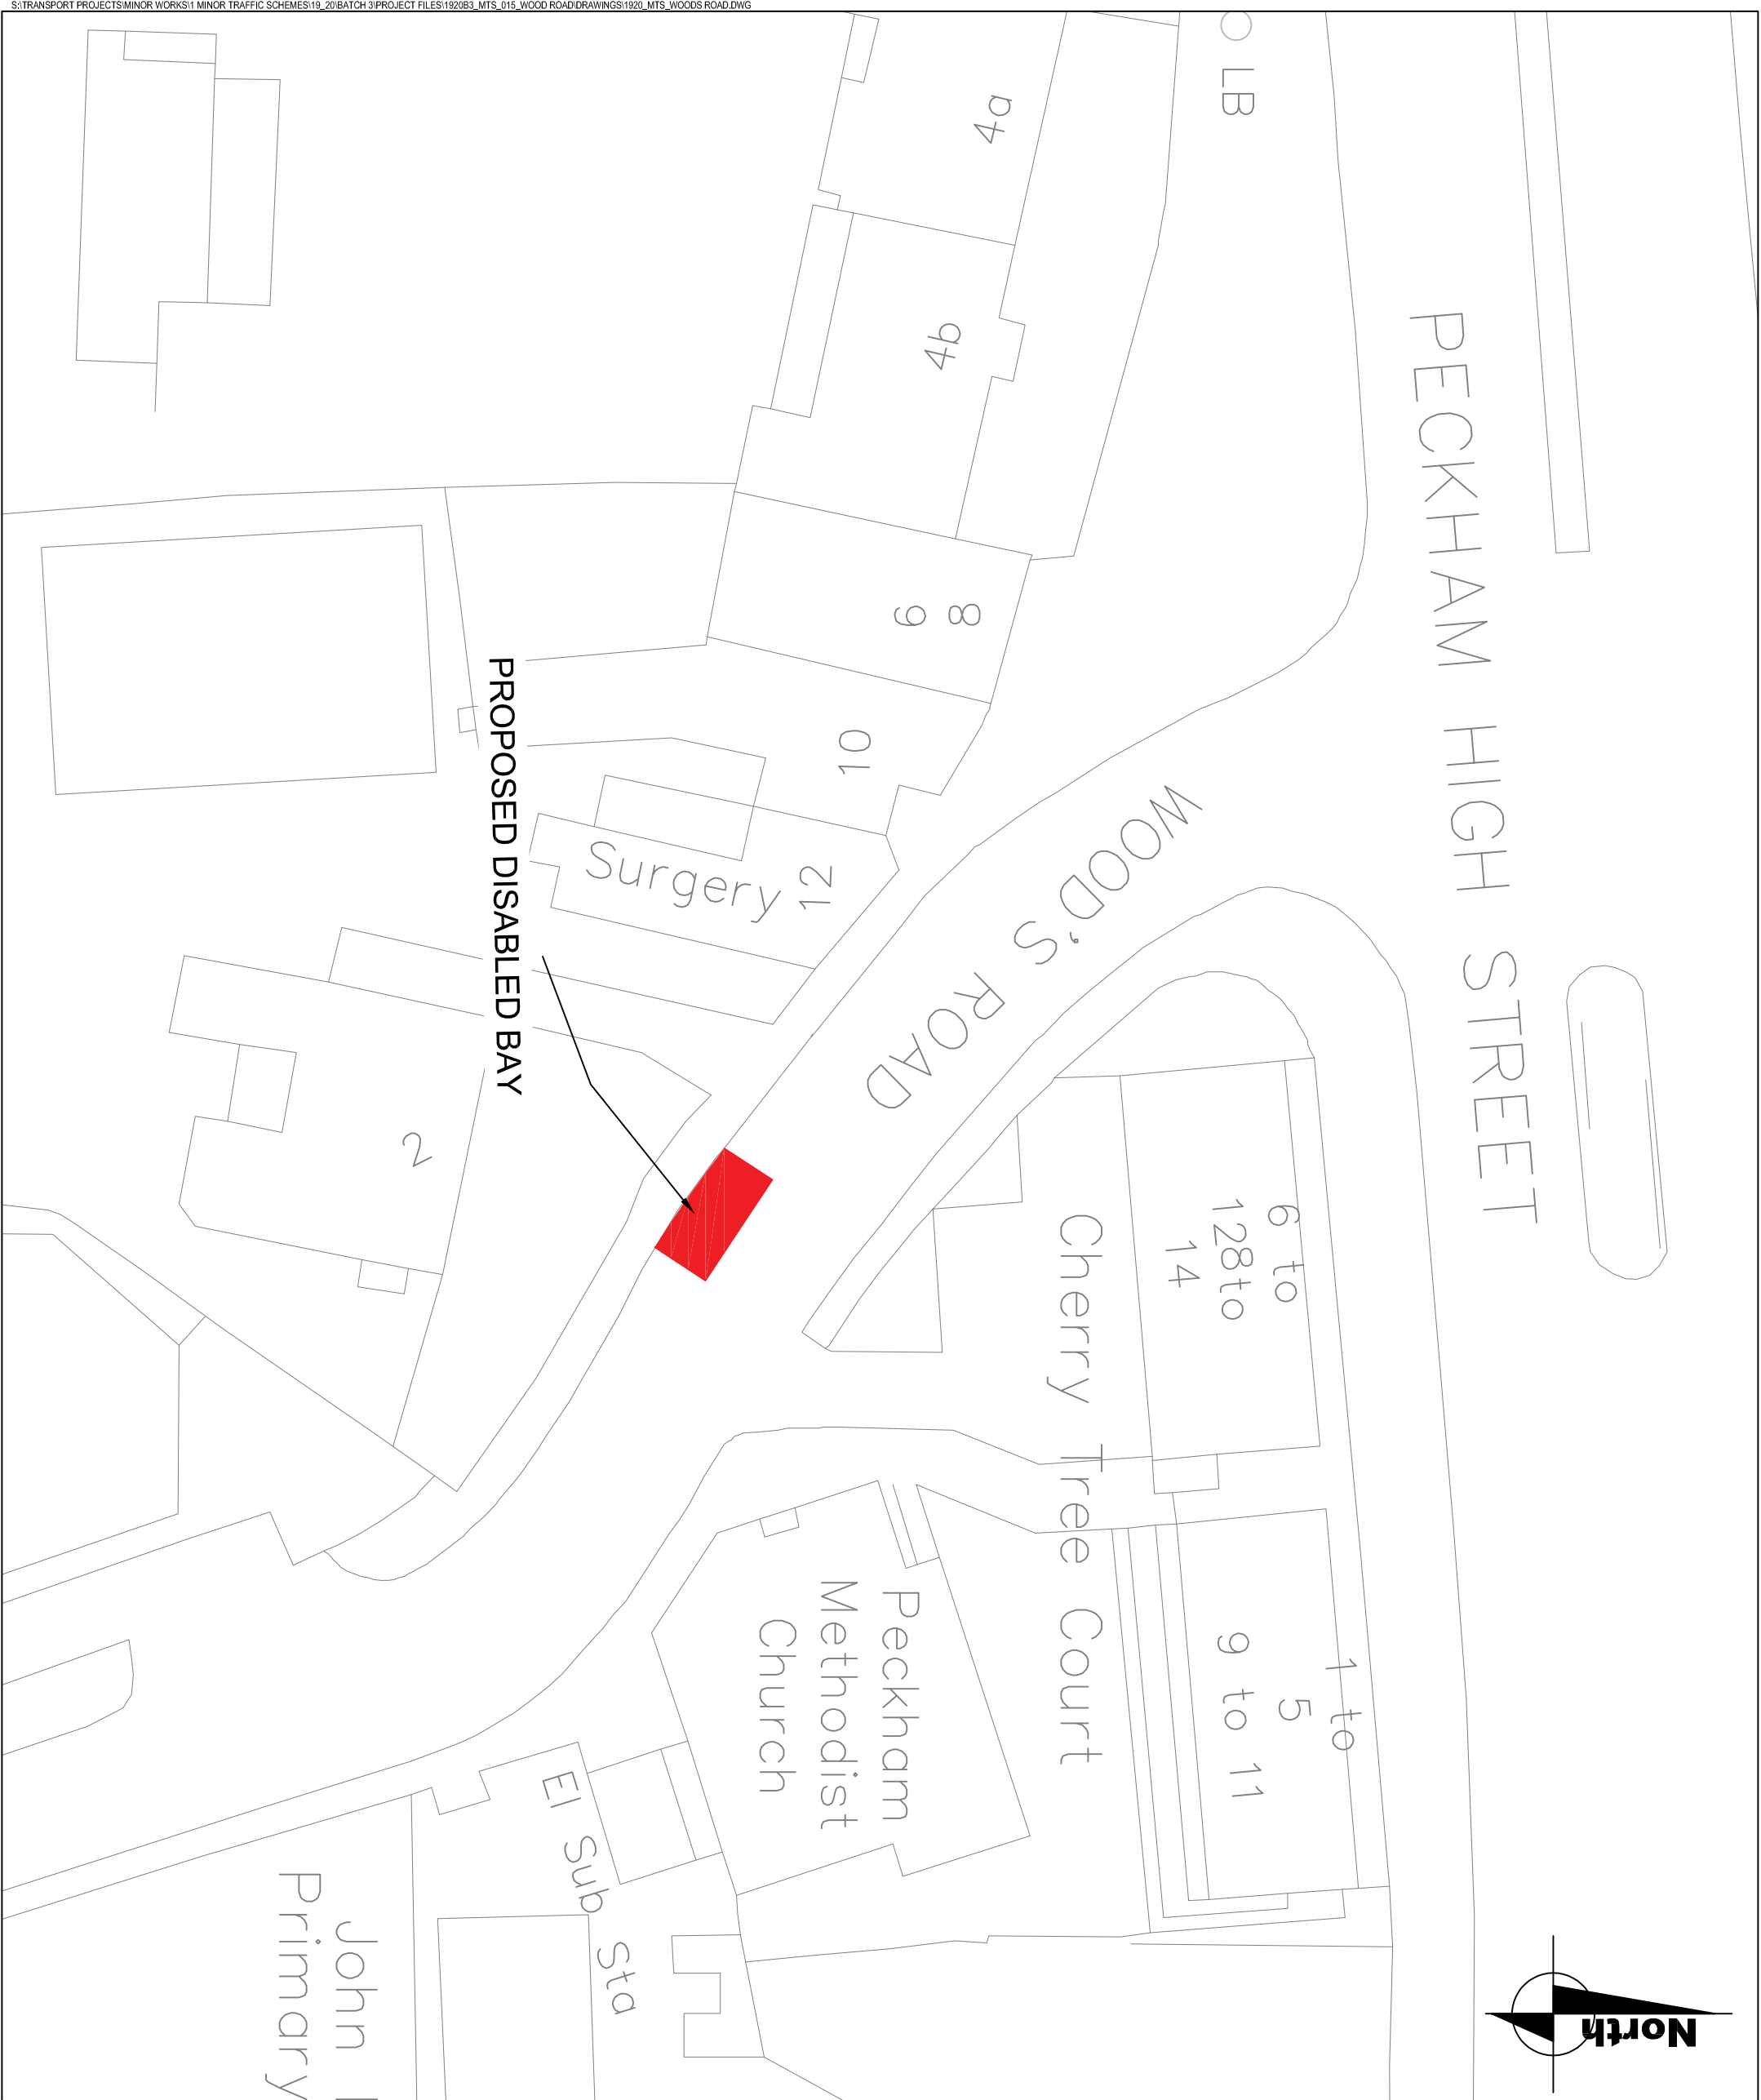 S:\TRANSPORT PROJECTS\MINOR WORKS\1 MINOR TRAFFIC SCHEMES\19_20\BATCH 3\PROJECT FILES\1920B3_MTS_015_WOOD ROAD\DRAWINGS\1920_MTS_WOODS ROAD.DWG
LB
4a
4b
PECKHAM HIGH STREET
8
9
10
WOOD'S ROAD
Surgery
12
PROPOSED DISABLED BAY
2
6 to
8
12 to
14
Cherry Tree Court
1 to
5
9 to 11
Peckham
Methodist
Church
El Sub Sta
John
Primary
North